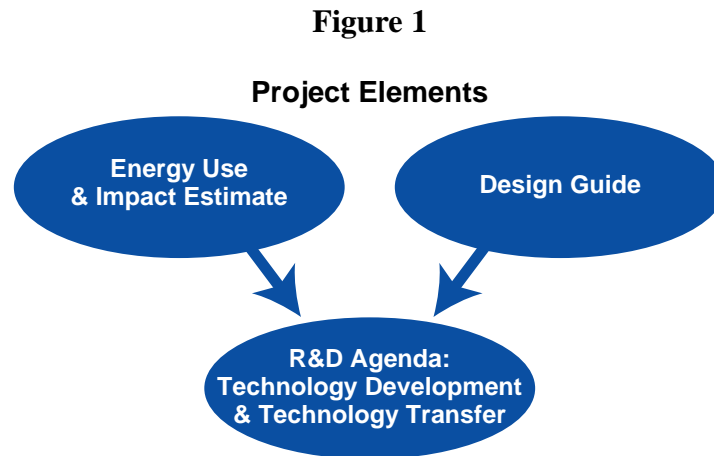 Figure 1
Project Elements
Energy Use
& Impact Estimate
Design Guide
R&D Agenda:
Technology Development
& Technology Transfer